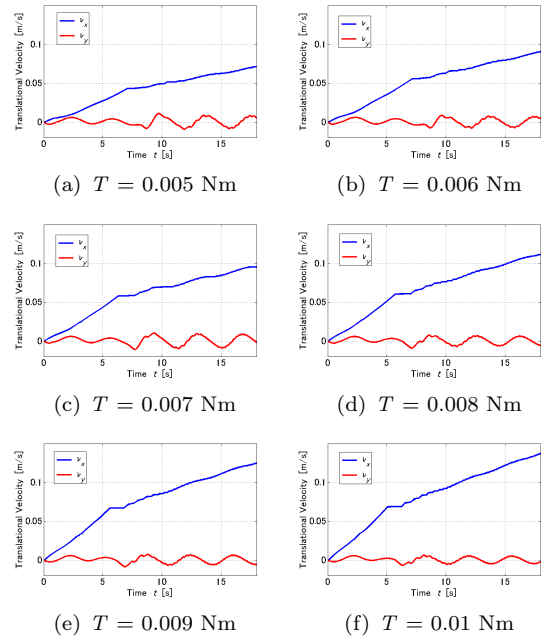 Translational Velocity [m/s]
0.1
0.05
0
v_x
v_y
0 5 10 15
Time t [s]
(a) T = 0.005 Nm
Translational Velocity [m/s]
0.1
0.05
0
v_x
v_y
0 5 10 15
Time t [s]
(b) T = 0.006 Nm
Translational Velocity [m/s]
0.1
0.05
0
v_x
v_y
0 5 10 15
Time t [s]
(c) T = 0.007 Nm
Translational Velocity [m/s]
0.1
0.05
0
v_x
v_y
0 5 10 15
Time t [s]
(d) T = 0.008 Nm
Translational Velocity [m/s]
0.1
0.05
0
v_x
v_y
0 5 10 15
Time t [s]
(e) T = 0.009 Nm
Translational Velocity [m/s]
0.1
0.05
0
v_x
v_y
0 5 10 15
Time t [s]
(f) T = 0.01 Nm